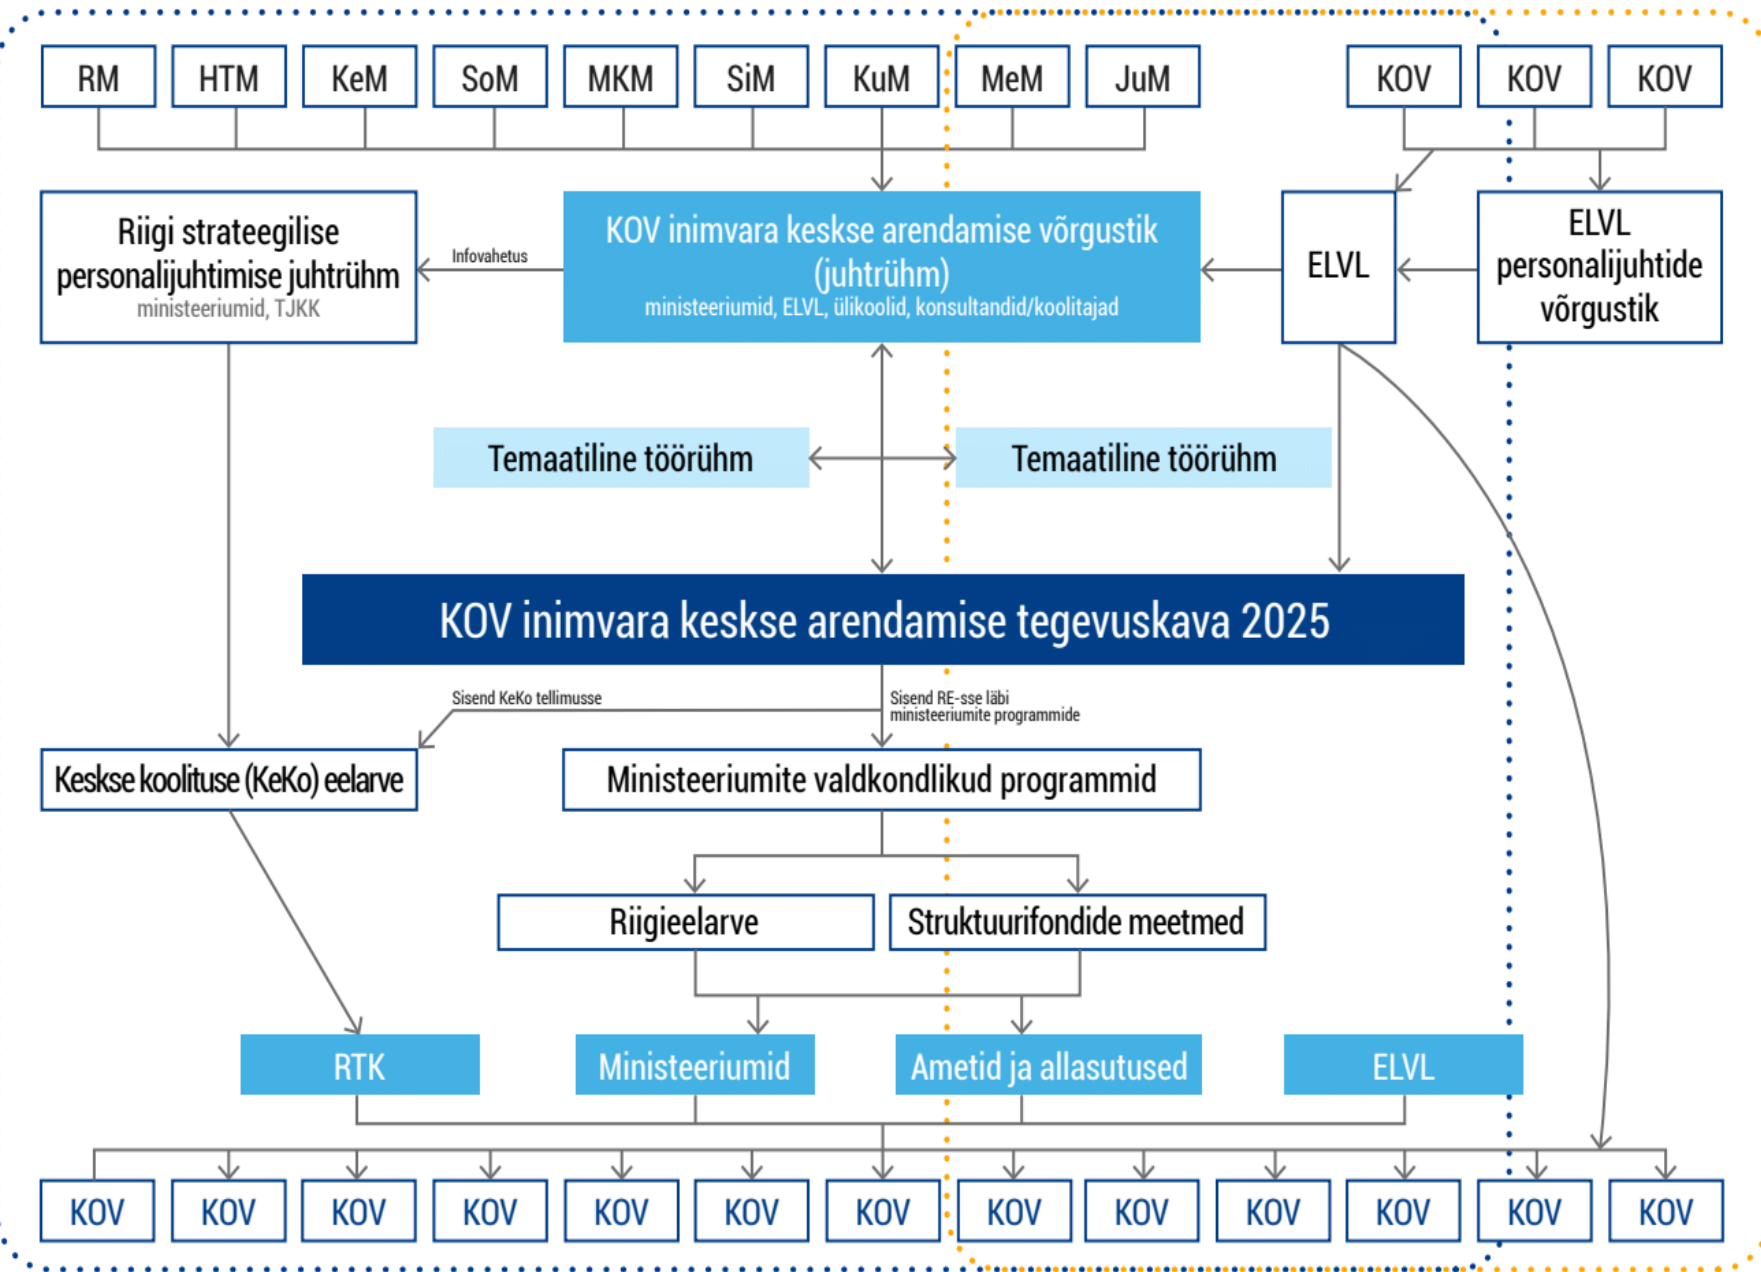 RM
HTM
KeM
SoM
MKM
SiM
KuM
MeM
JuM
KOV
KOV
KOV
Riigi strateegilise
personalijuhtimise juhtrühm
ministeeriumid, TJKK
Infovahetus
KOV inimvara keskse arendamise võrgustik
(juhtrühm)
ministeeriumid, ELVL, ülikoolid, konsultandid/koolitajad
ELVL
ELVL
personalijuhtide
võrgustik
Temaatiline töörühm
Temaatiline töörühm
KOV inimvara keskse arendamise tegevuskava 2025
Sisend KeKo tellimusse
Sisend RE-sse läbi
ministeeriumite programmide
Keskse koolituse (KeKo) eelarve
Ministeeriumite valdkondlikud programmid
Riigieelarve
Struktuurifondide meetmed
RTK
Ministeeriumid
Ametid ja allasutused
ELVL
KOV
KOV
KOV
KOV
KOV
KOV
KOV
KOV
KOV
KOV
KOV
KOV
KOV